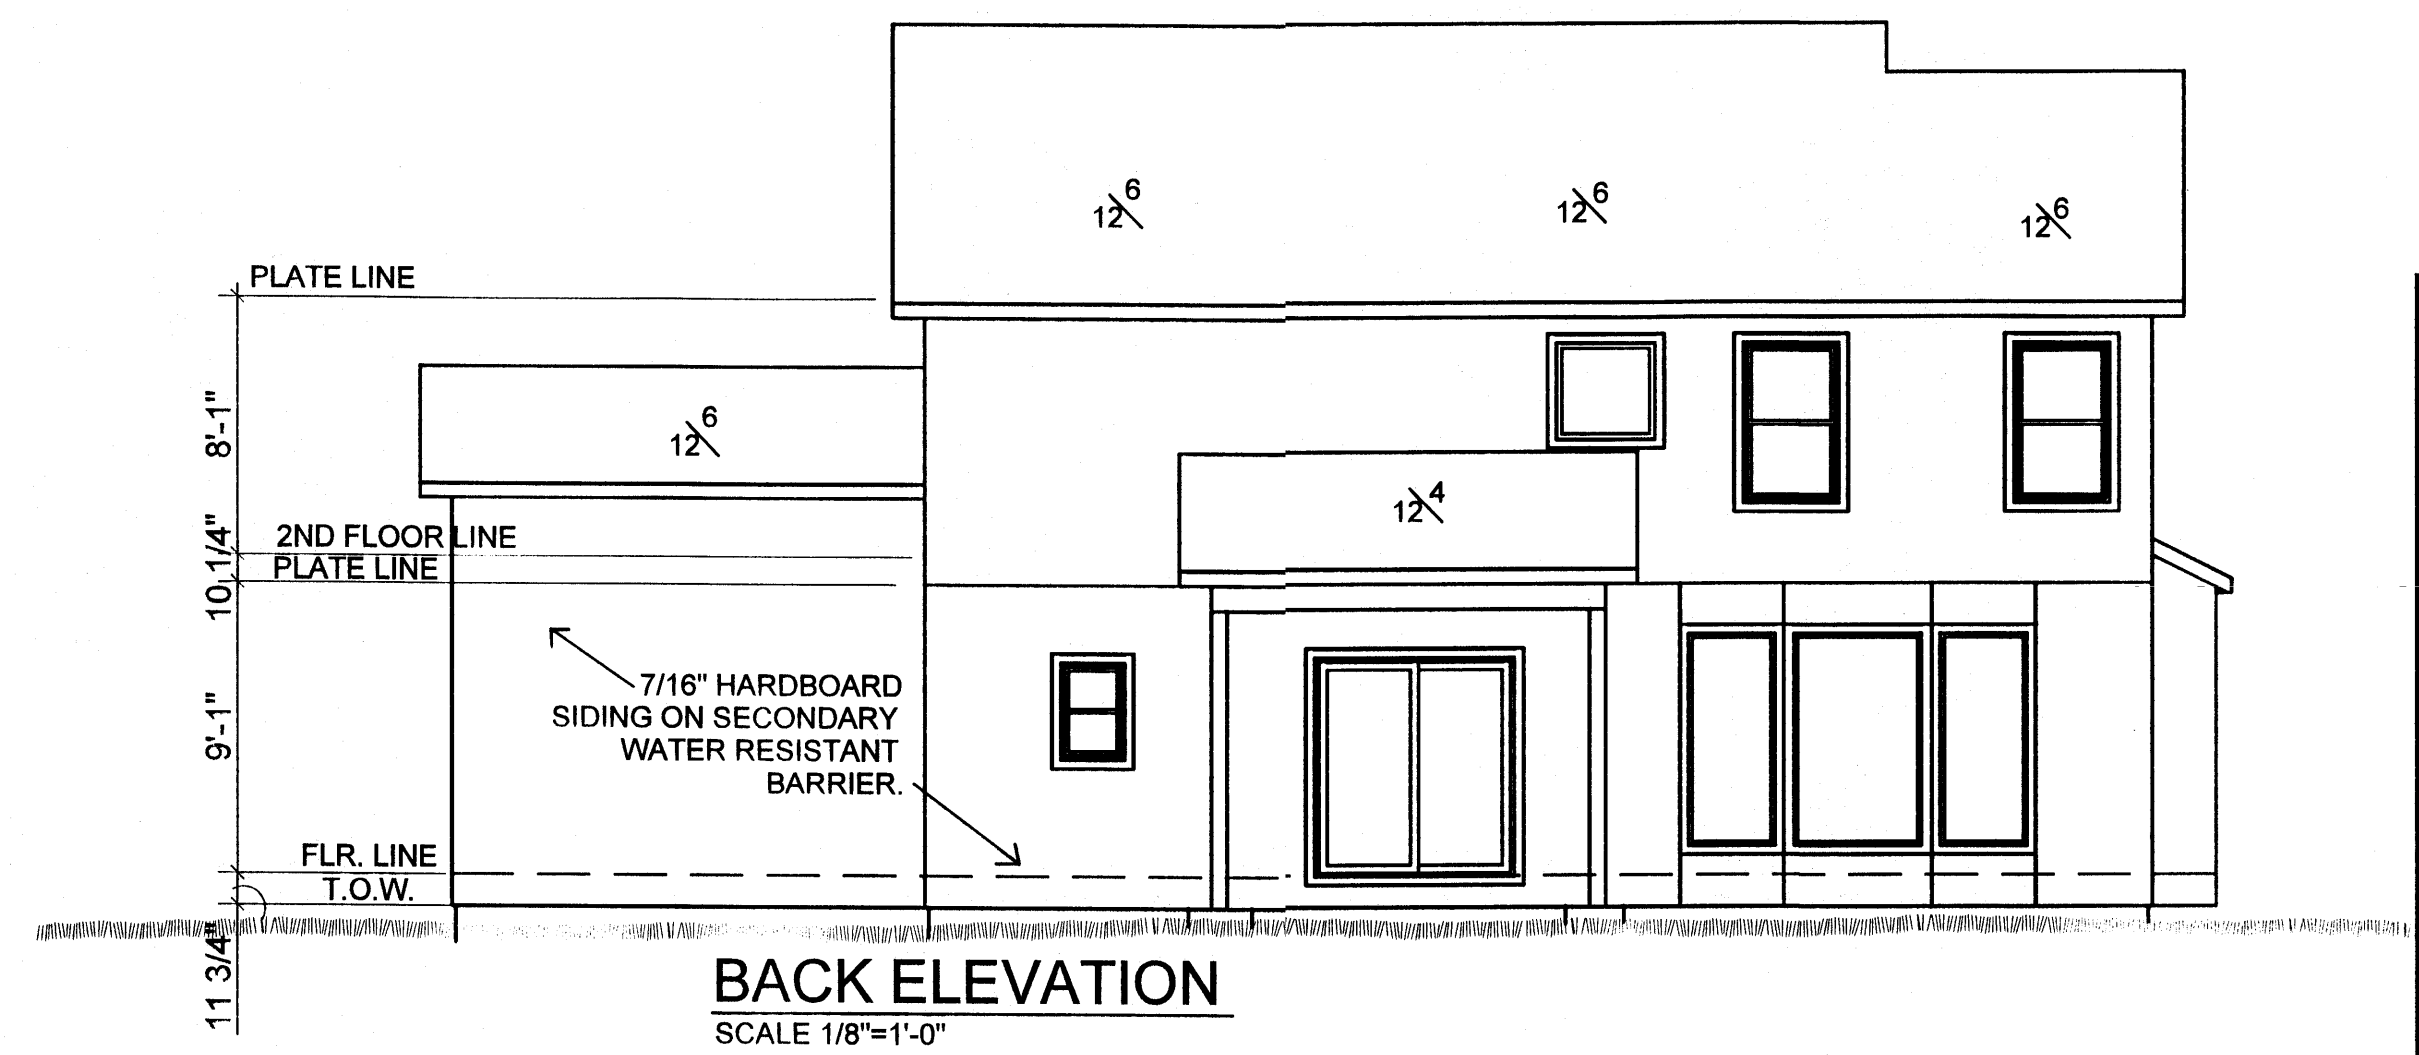 6
12
6
12
6
12
PLATE LINE
8'-1"
6
12
4
12
2ND FLOOR LINE
PLATE LINE
10 1/4"
7/16" HARDBOARD
SIDING ON SECONDARY
WATER RESISTANT
BARRIER.
9'-1"
FLR. LINE
T.O.W.
11 3/4"
BACK ELEVATION
SCALE 1/8"=1'-0"